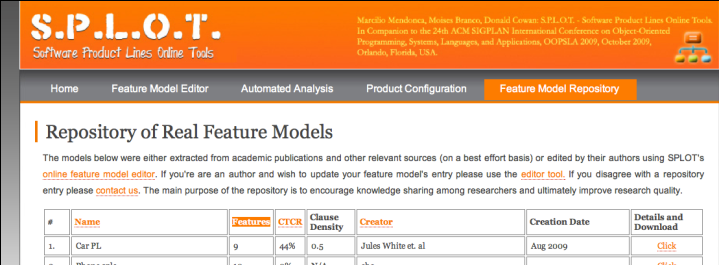 S.P.L.O.T.
Software Product Lines Online Tools
Marcilio Mendonca, Moises Branco, Donald Cowan: S.P.L.O.T. - Software Product Lines Online Tools
In Companion to the 24th ACM SIGPLAN International Conference on Object-Oriented
Programming, Systems, Languages, and Applications, OOPSLA 2009, October 2009,
Orlando, Florida, USA.
Home Feature Model Editor Automated Analysis Product Configuration Feature Model Repository
Repository of Real Feature Models
The models below were either extracted from academic publications and other relevant sources (on a best effort basis) or edited by their authors using SPLOT's
online feature model editor. If you're are an author and wish to update your feature model's entry please use the editor tool. If you disagree with a repository
entry please contact us. The main purpose of the repository is to encourage knowledge sharing among researchers and ultimately improve research quality.
# Name Features CTCR Clause Density Creator Creation Date Details and Download
1. Car PL 9 44% 0.5 Jules White et. al Aug 2009 Click